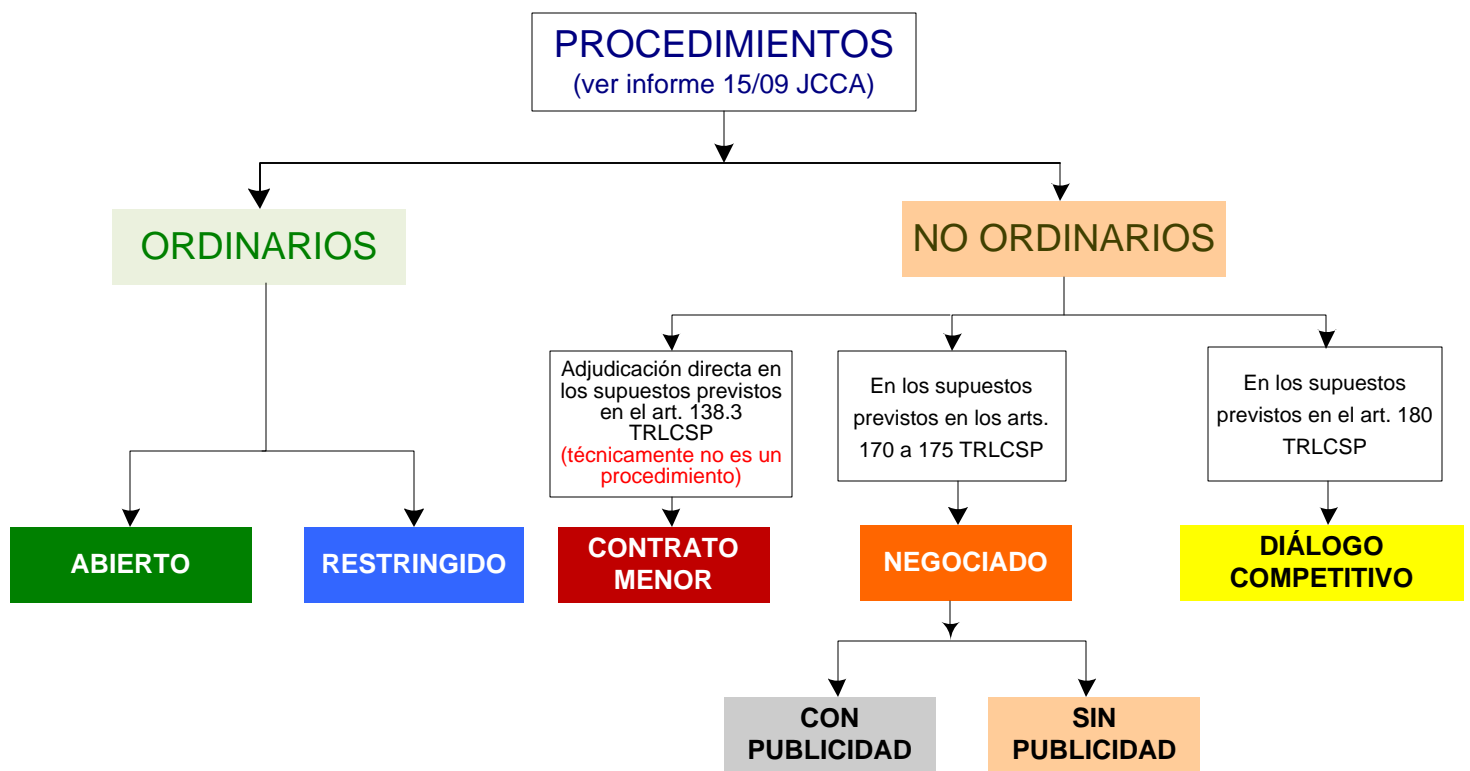 PROCEDIMIENTOS
(ver informe 15/09 JCCA)
ORDINARIOS
NO ORDINARIOS
Adjudicación directa en
los supuestos previstos
en el art. 138.3
TRLCSP
(técnicamente no es un
procedimiento)
En los supuestos
previstos en los arts.
170 a 175 TRLCSP
En los supuestos
previstos en el art. 180
TRLCSP
ABIERTO
RESTRINGIDO
CONTRATO
MENOR
NEGOCIADO
DIÁLOGO
COMPETITIVO
CON
PUBLICIDAD
SIN
PUBLICIDAD